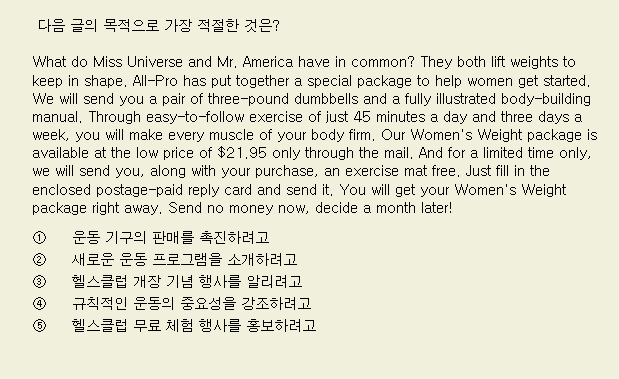 다음 글의 목적으로 가장 적절한 것은?
What do Miss Universe and Mr. America have in common? They both lift weights to
keep in shape. All-Pro has put together a special package to help women get started.
We will send you a pair of three-pound dumbbells and a fully illustrated body-building
manual. Through easy-to-follow exercise of just 45 minutes a day and three days a
week, you will make every muscle of your body firm. Our Women's Weight package is
available at the low price of $21.95 only through the mail. And for a limited time only,
we will send you, along with your purchase, an exercise mat free. Just fill in the
enclosed postage-paid reply card and send it. You will get your Women's Weight
package right away. Send no money now, decide a month later!
① 운동 기구의 판매를 촉진하려고
② 새로운 운동 프로그램을 소개하려고
③ 헬스클럽 개장 기념 행사를 알리려고
④ 규칙적인 운동의 중요성을 강조하려고
⑤ 헬스클럽 무료 체험 행사를 홍보하려고